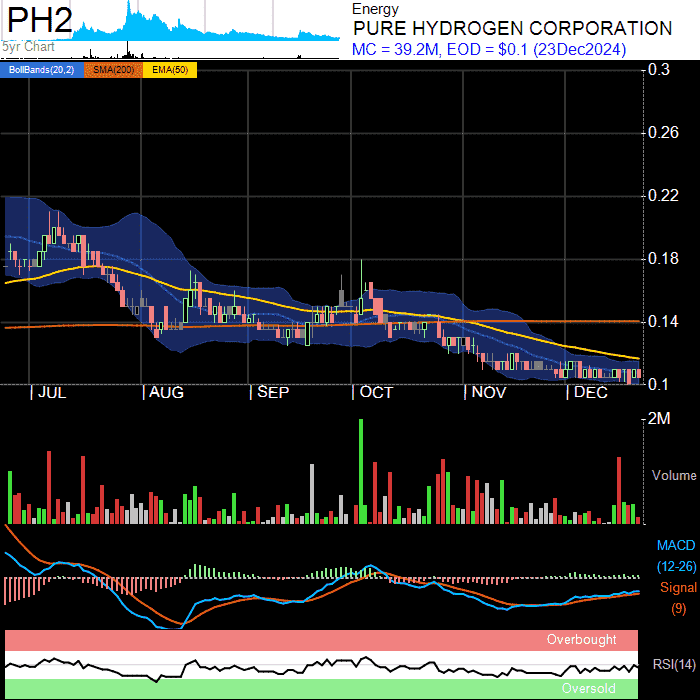 PH2
5yr Chart
Energy
PURE HYDROGEN CORPORATION
MC = 39.2M, EOD = $0.1 (23Dec2024)
BollBands(20,2) SMA(200) EMA(50)
0.3
0.26
0.22
0.18
0.14
0.1
JUL AUG SEP OCT NOV DEC
2M
Volume
MACD
(12-26)
Signal
(9)
Overbought
RSI(14)
Oversold